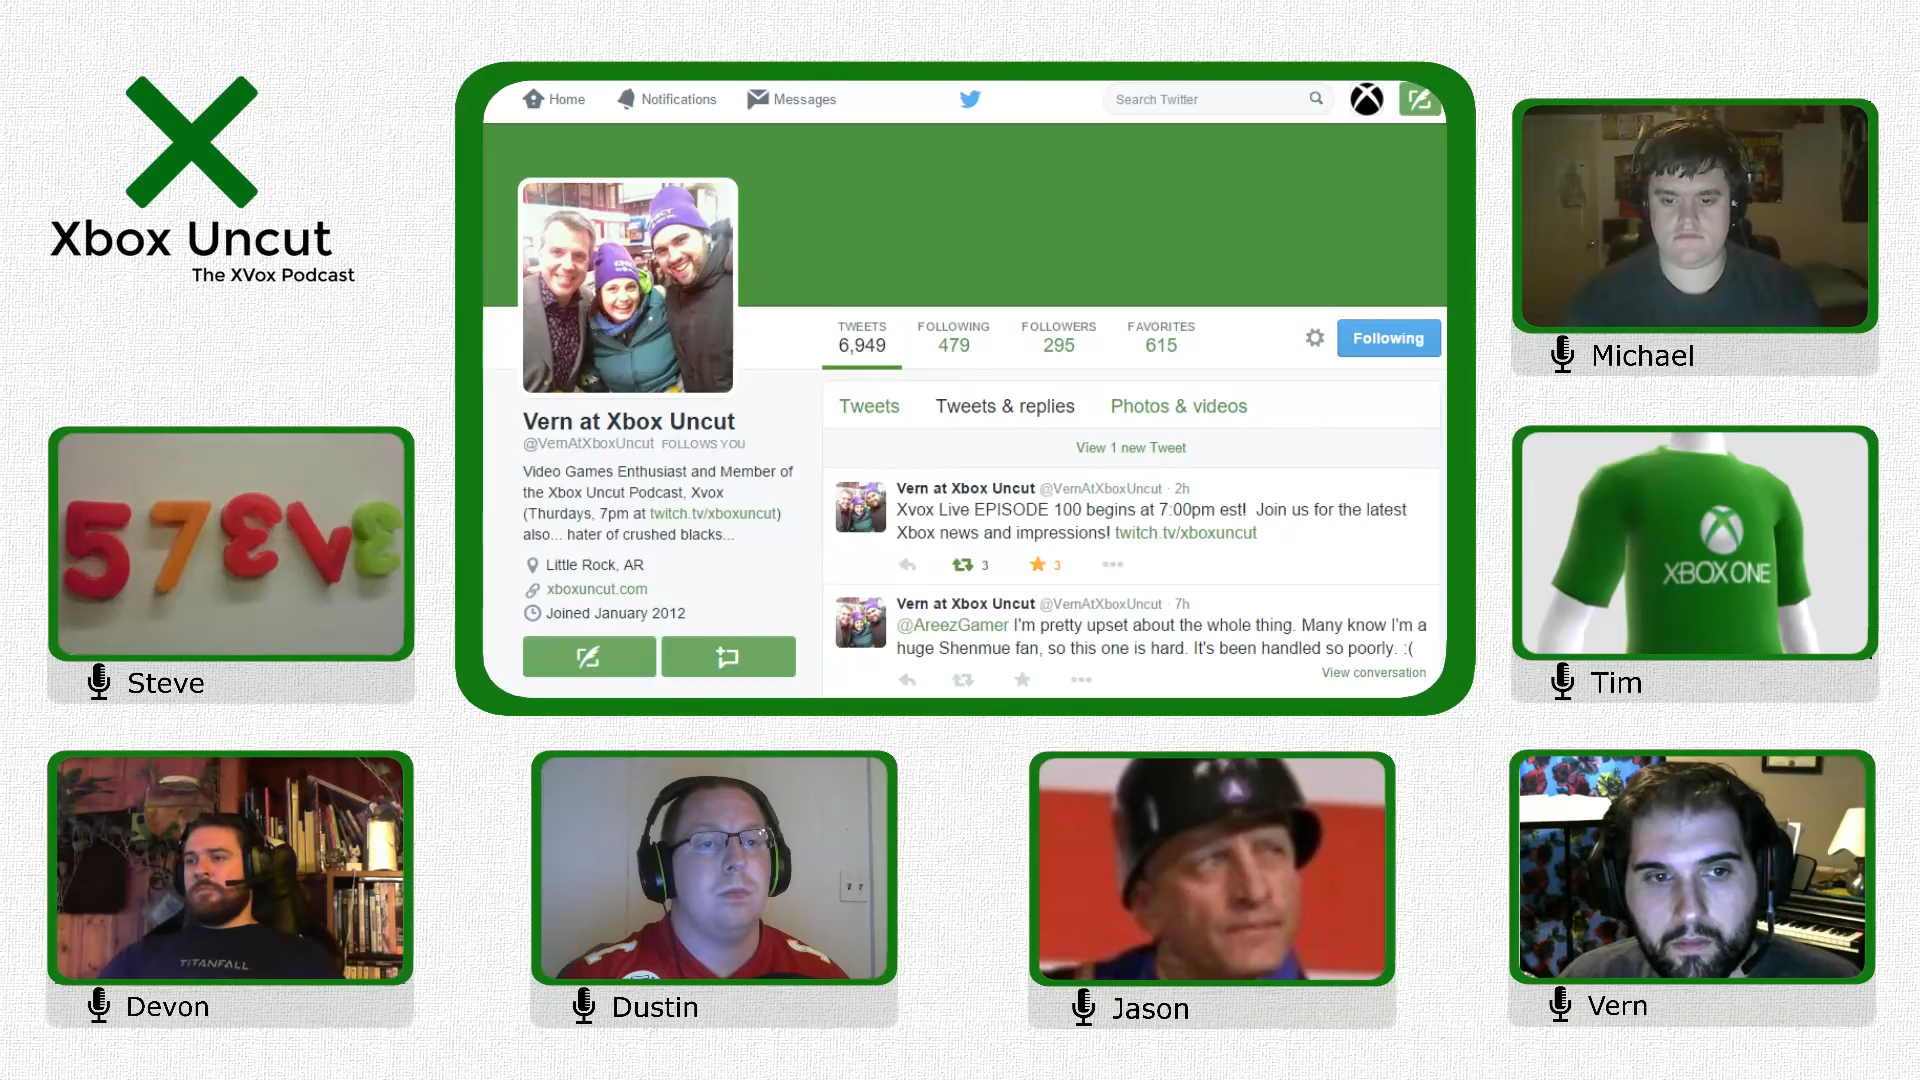 Xbox Uncut
The XVox Podcast
Home Notifications Messages
Search Twitter
TWEETS FOLLOWING FOLLOWERS FAVORITES
6,949 479 295 615
Following
Vern at Xbox Uncut
@VernAtXboxUncut FOLLOWS YOU
Video Games Enthusiast and Member of
the Xbox Uncut Podcast, Xvox
(Thurdays, 7pm at twitch.tv/xboxuncut)
also... hater of crushed blacks...
Little Rock, AR
xboxuncut.com
Joined January 2012
Tweets Tweets & replies Photos & videos
View 1 new Tweet
Vern at Xbox Uncut @VernAtXboxUncut · 2h
Xvox Live EPISODE 100 begins at 7:00pm est! Join us for the latest
Xbox news and impressions! twitch.tv/xboxuncut
3 3
Vern at Xbox Uncut @VernAtXboxUncut · 7h
@AreezGamer I'm pretty upset about the whole thing. Many know I'm a
huge Shenmue fan, so this one is hard. It's been handled so poorly. :(
View conversation
Michael
57EVE
Steve
XBOX ONE
Tim
TITANFALL
Devon
Dustin
Jason
Vern